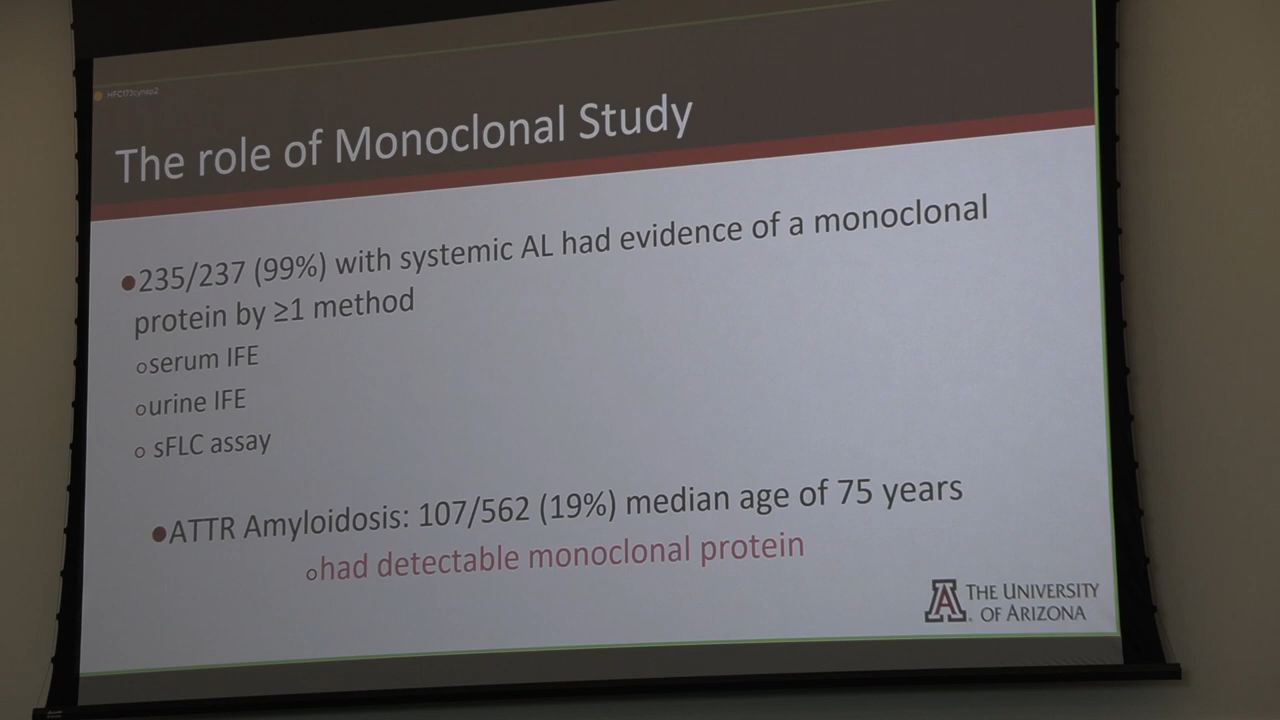 The role of Monoclonal Study
●235/237 (99%) with systemic AL had evidence of a monoclonal
protein by ≥1 method
○serum IFE
○urine IFE
○ sFLC assay
●ATTR Amyloidosis: 107/562 (19%) median age of 75 years
○had detectable monoclonal protein
A
THE UNIVERSITY
OF ARIZONA